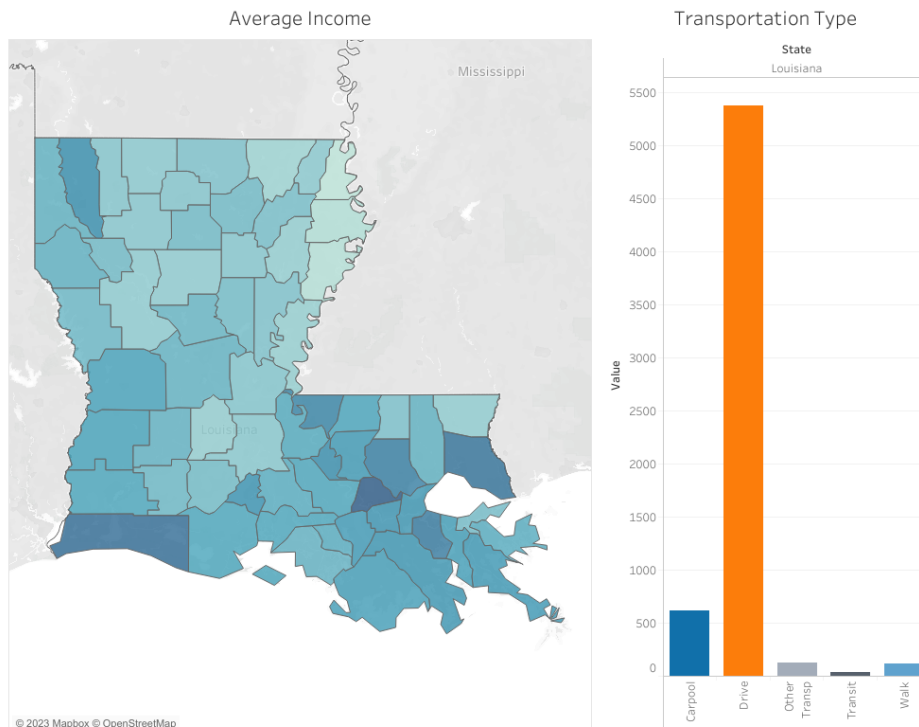 Average Income
Mississippi
Louisiana
© 2023 Mapbox © OpenStreetMap
Transportation Type
State
Louisiana
Value
5500
5000
4500
4000
3500
3000
2500
2000
1500
1000
500
0
Carpool
Drive
Other
Transp
Transit
Walk